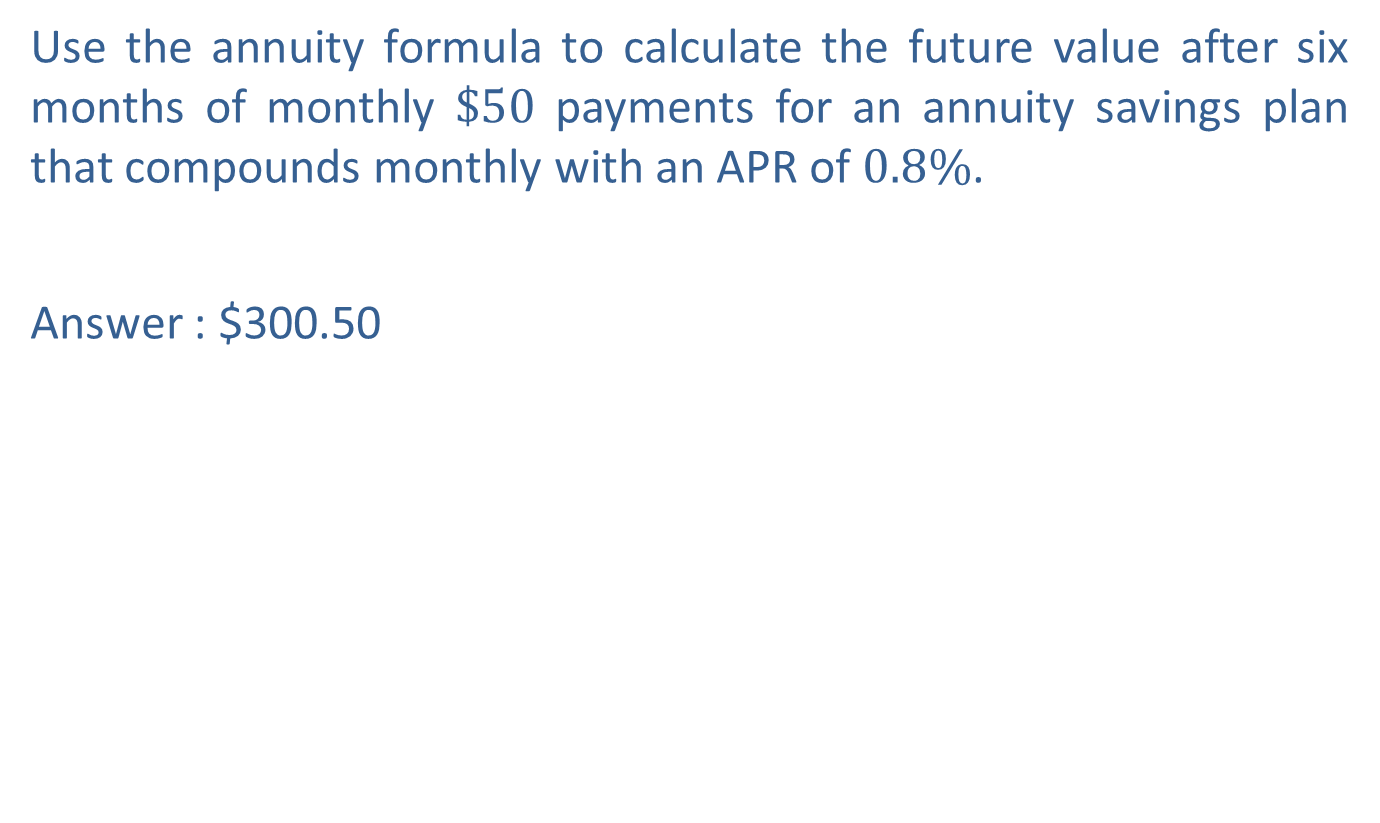 Use the annuity formula to calculate the future value after six
months of monthly $50 payments for an annuity savings plan
that compounds monthly with an APR of 0.8%.
Answer : $300.50